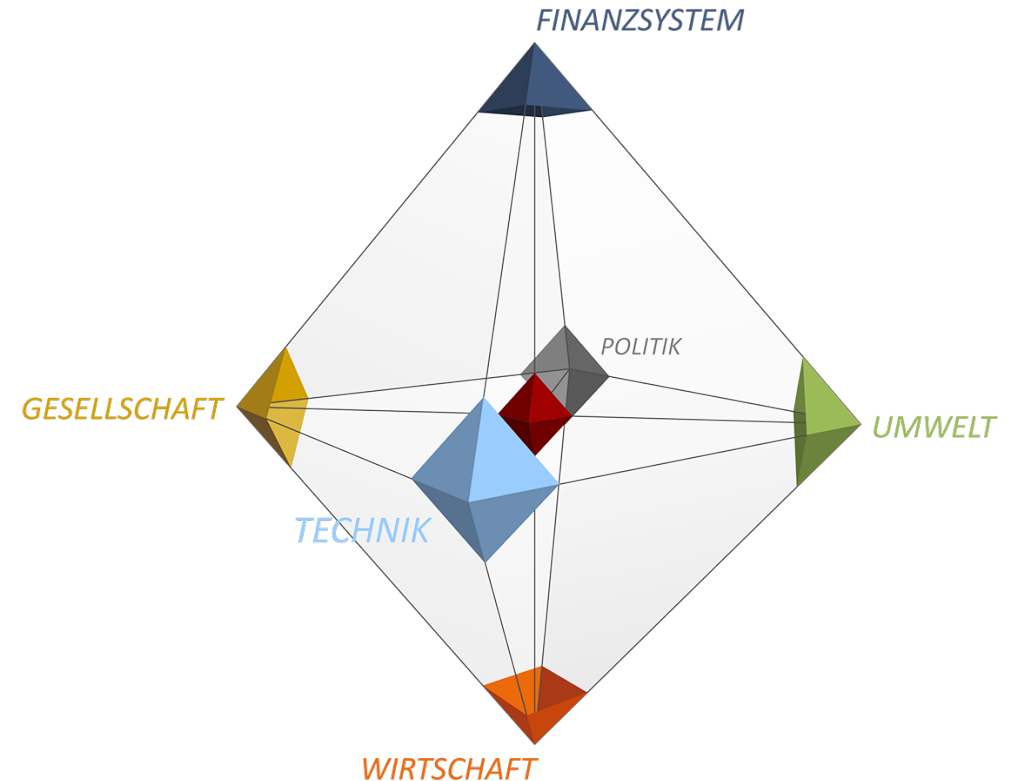 FINANZSYSTEM
POLITIK
GESELLSCHAFT
UMWELT
TECHNIK
WIRTSCHAFT